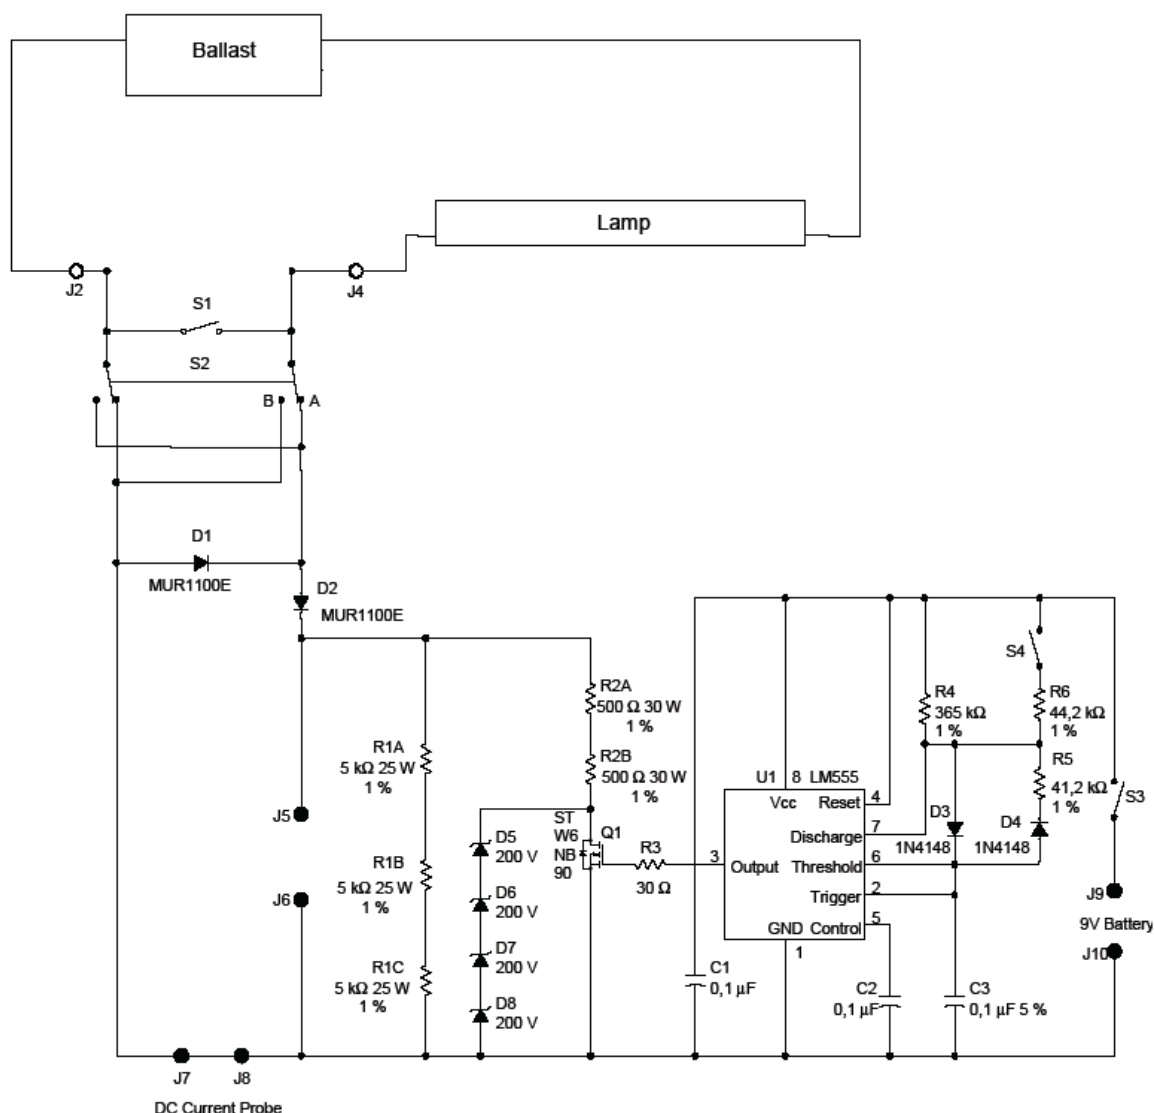 Ballast
Lamp
J2
J4
S1
S2
B
A
D1
MUR1100E
D2
MUR1100E
S4
R2A
500 Ω 30 W
1 %
R4
365 kΩ
1 %
R6
44,2 kΩ
1 %
R1A
5 kΩ 25 W
1 %
R2B
500 Ω 30 W
1 %
R5
41,2 kΩ
1 %
U1
8
LM555
Vcc
Reset
4
S3
J5
ST
W6
NB
90
Q1
D5
200 V
Discharge
7
D3
1N4148
D4
1N4148
R3
30 Ω
3
Output
Threshold
6
R1B
5 kΩ 25 W
1 %
D6
200 V
Trigger
2
J6
J9
9V Battery
J10
GND
Control
5
1
D7
200 V
R1C
5 kΩ 25 W
1 %
C1
0,1 µF
C2
0,1 µF
C3
0,1 µF 5 %
D8
200 V
J7
J8
DC Current Probe